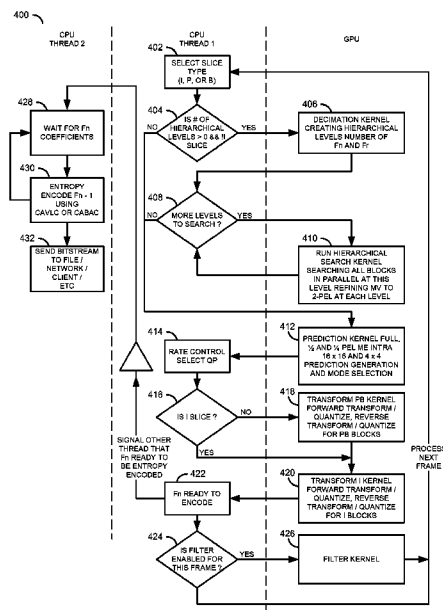 400
CPU
THREAD 2
CPU
THREAD 1
GPU
402
SELECT SLICE
TYPE
(I, P, OR B)
404
IS # OF
HIERARCHICAL
LEVELS > 0 && !I
SLICE
NO
YES
406
DECIMATION KERNEL
CREATING HIERARCHICAL
LEVELS NUMBER OF
Fn AND Fr
428
WAIT FOR Fn
COEFFICIENTS
430
ENTROPY
ENCODE Fn - 1
USING
CAVLC OR CABAC
432
SEND BITSTREAM
TO FILE /
NETWORK /
CLIENT /
ETC
408
MORE LEVELS
TO SEARCH ?
NO
YES
410
RUN HIERARCHICAL
SEARCH KERNEL
SEARCHING ALL BLOCKS
IN PARALLEL AT THIS
LEVEL REFINING MV TO
2-PEL AT EACH LEVEL
412
PREDICTION KERNEL FULL,
½ AND ¼ PEL ME INTRA
16 x 16 AND 4 x 4
PREDICTION GENERATION
AND MODE SELECTION
414
RATE CONTROL
SELECT QP
416
IS I SLICE ?
NO
YES
418
TRANSFORM PB KERNEL
FORWARD TRANSFORM /
QUANTIZE, REVERSE
TRANSFORM / QUANTIZE
FOR PB BLOCKS
SIGNAL OTHER
THREAD THAT
Fn READY TO
BE ENTROPY
ENCODED
PROCESS
NEXT
FRAME
420
TRANSFORM I KERNEL
FORWARD TRANSFORM /
QUANTIZE, REVERSE
TRANSFORM / QUANTIZE
FOR I BLOCKS
422
Fn READY TO
ENCODE
424
IS FILTER
ENABLED FOR
THIS FRAME ?
YES
NO
426
FILTER KERNEL